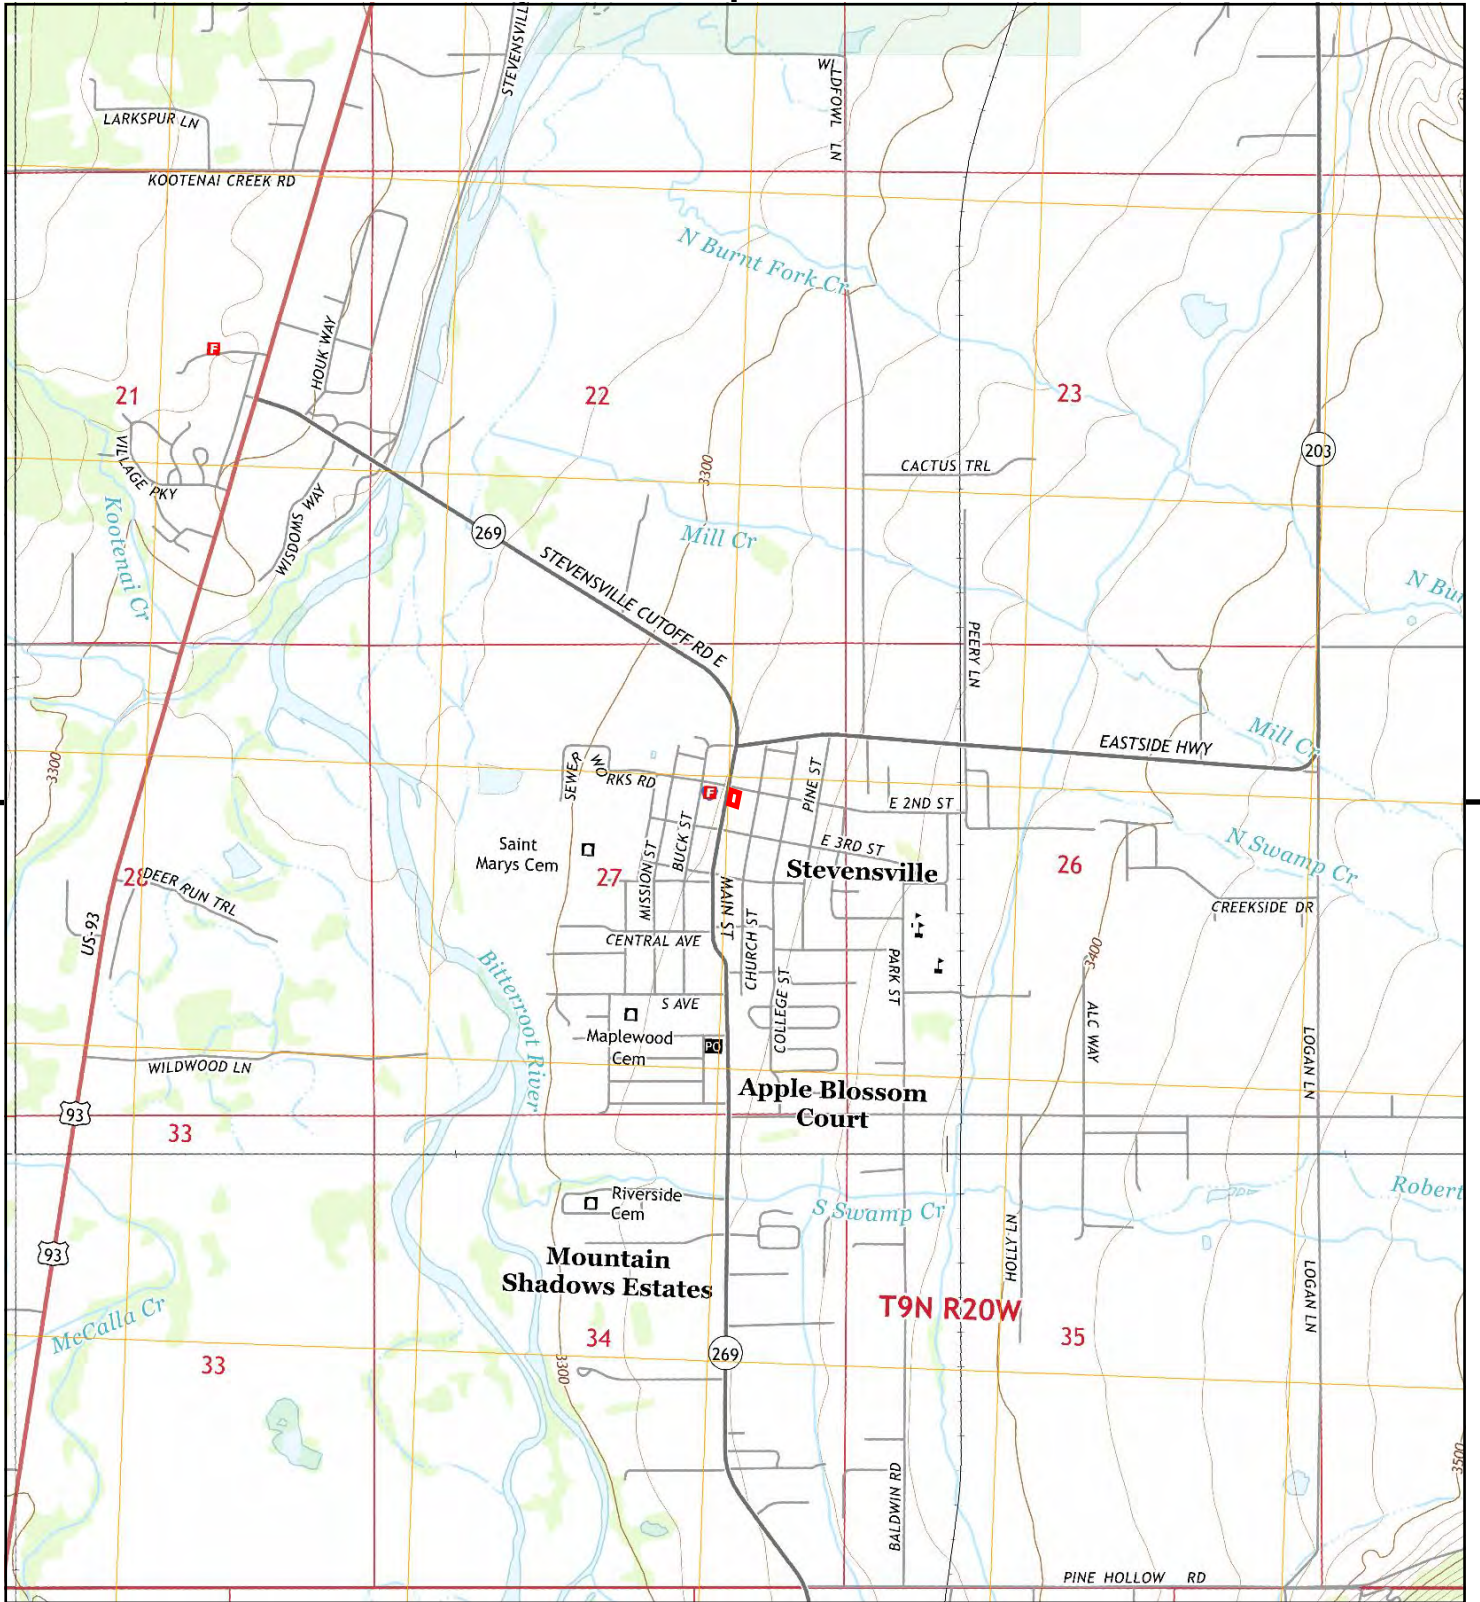 STEVENSVILLE
WILDFOWL LN
LARKSPUR LN
KOOTENAI CREEK RD
N Burnt Fork Cr
HOUK WAY
F
21
22
23
203
VILLAGE PKY
CACTUS TRL
3300
Kootenai Cr
WISDOMS WAY
269
Mill Cr
STEVENSVILLE CUTOFF RD E
N Bur
PEERY LN
3300
EASTSIDE HWY
Mill Cr
SEWER WORKS RD
PINE ST
F
E 2ND ST
BUCK ST
E 3RD ST
N Swamp Cr
Saint
Marys Cem
MISSION ST
27
Stevensville
26
28
DEER RUN TRL
MAIN ST
CREEKSIDE DR
US-93
CENTRAL AVE
CHURCH ST
3400
Bitterroot River
PARK ST
S AVE
COLLEGE ST
ALC WAY
Maplewood
Cem
PO
LOGAN LN
WILDWOOD LN
Apple Blossom
Court
93
33
Riverside
Cem
S Swamp Cr
Robert
HOLLY LN
93
Mountain
Shadows Estates
T9N R20W
LOGAN LN
McCalla Cr
34
35
269
33
3300
3500
BALDWIN RD
PINE HOLLOW RD